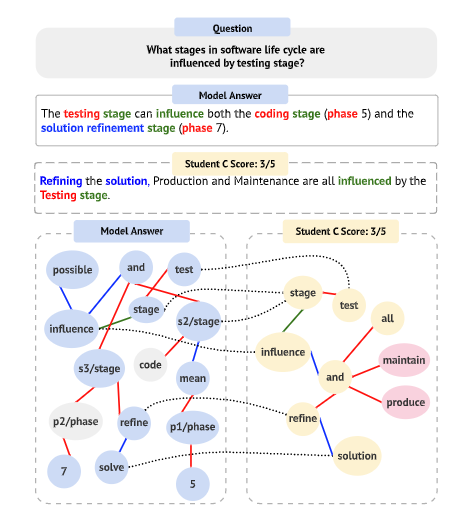 Question
What stages in software life cycle are
influenced by testing stage?
Model Answer
The testing stage can influence both the coding stage (phase 5) and the
solution refinement stage (phase 7).
Student C Score: 3/5
Refining the solution, Production and Maintenance are all influenced by the
Testing stage.
Model Answer
possible
and
test
stage
s2/stage
influence
s3/stage
code
mean
p2/phase
refine
p1/phase
7
solve
5
Student C Score: 3/5
stage
test
all
influence
maintain
and
produce
refine
solution